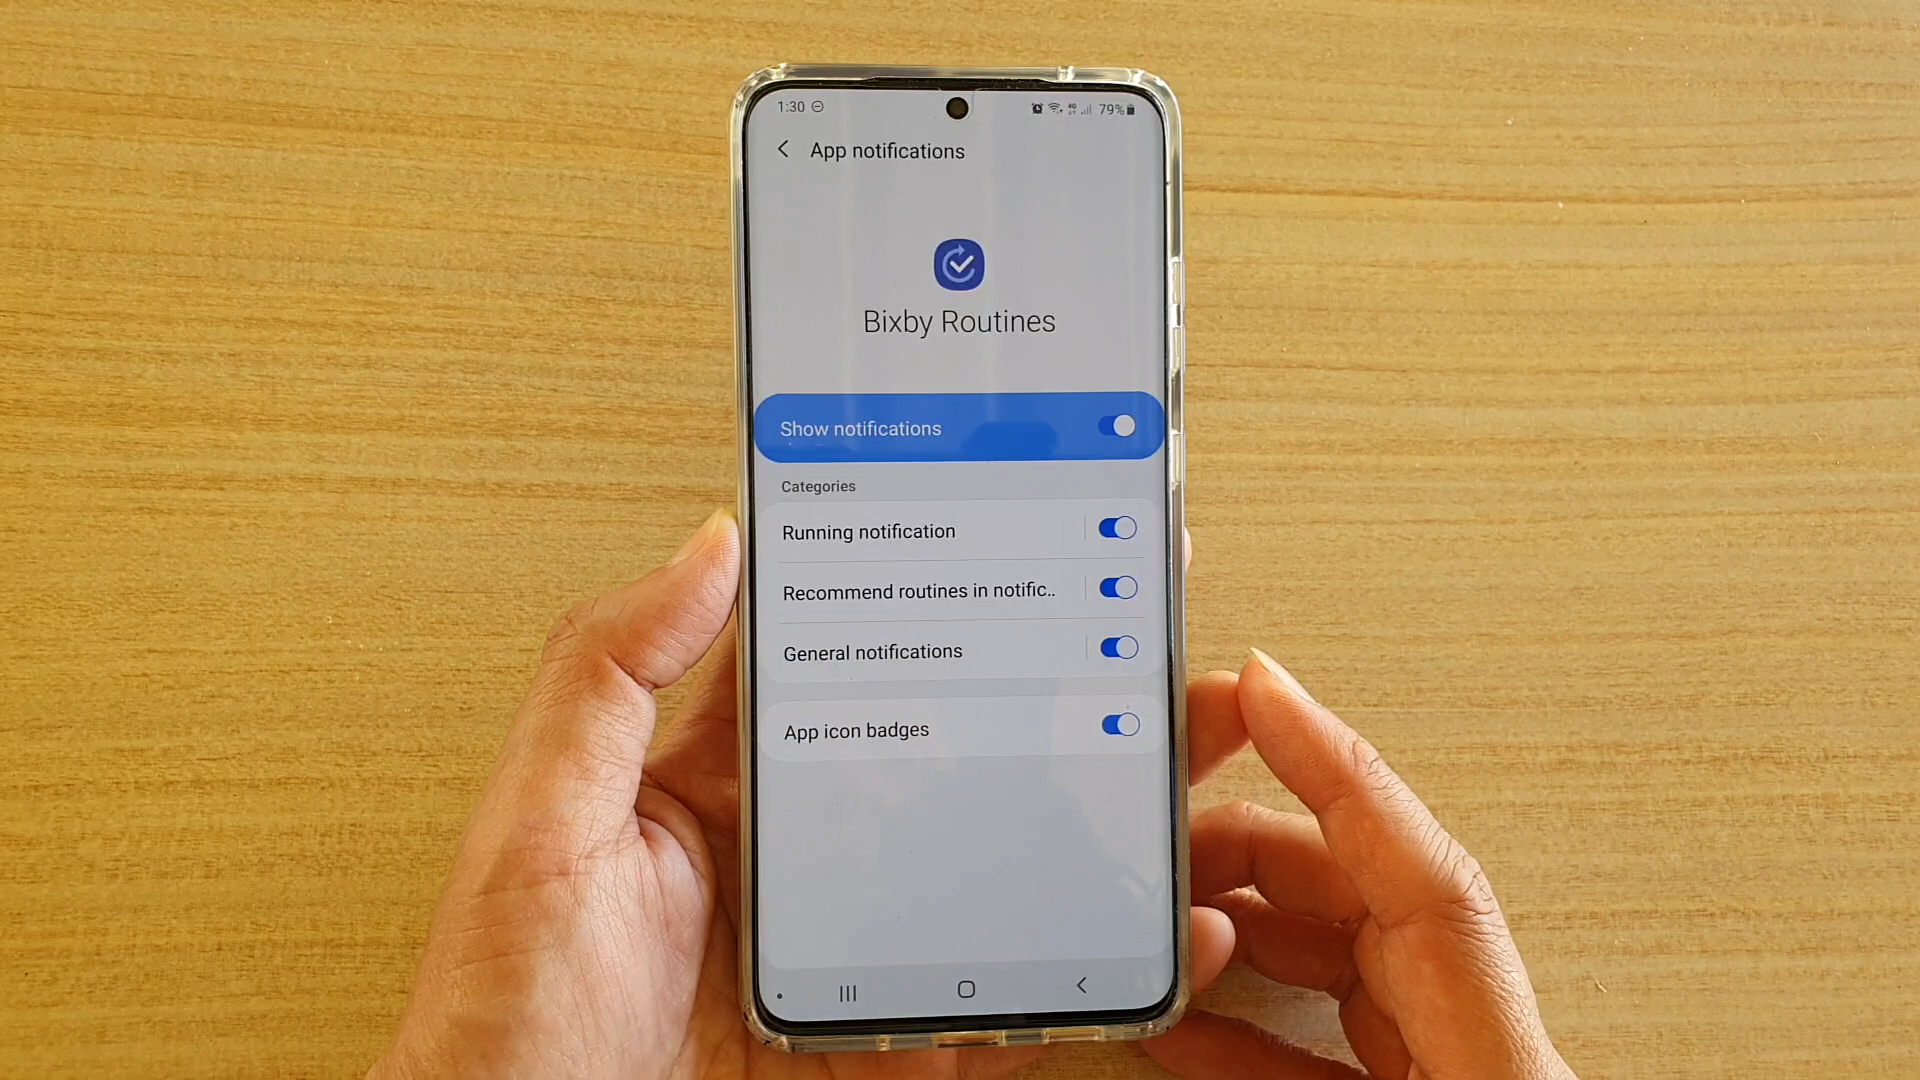 1:30
4G 79%
App notifications
Bixby Routines
Show notifications
Categories
Running notification
Recommend routines in notific..
General notifications
App icon badges